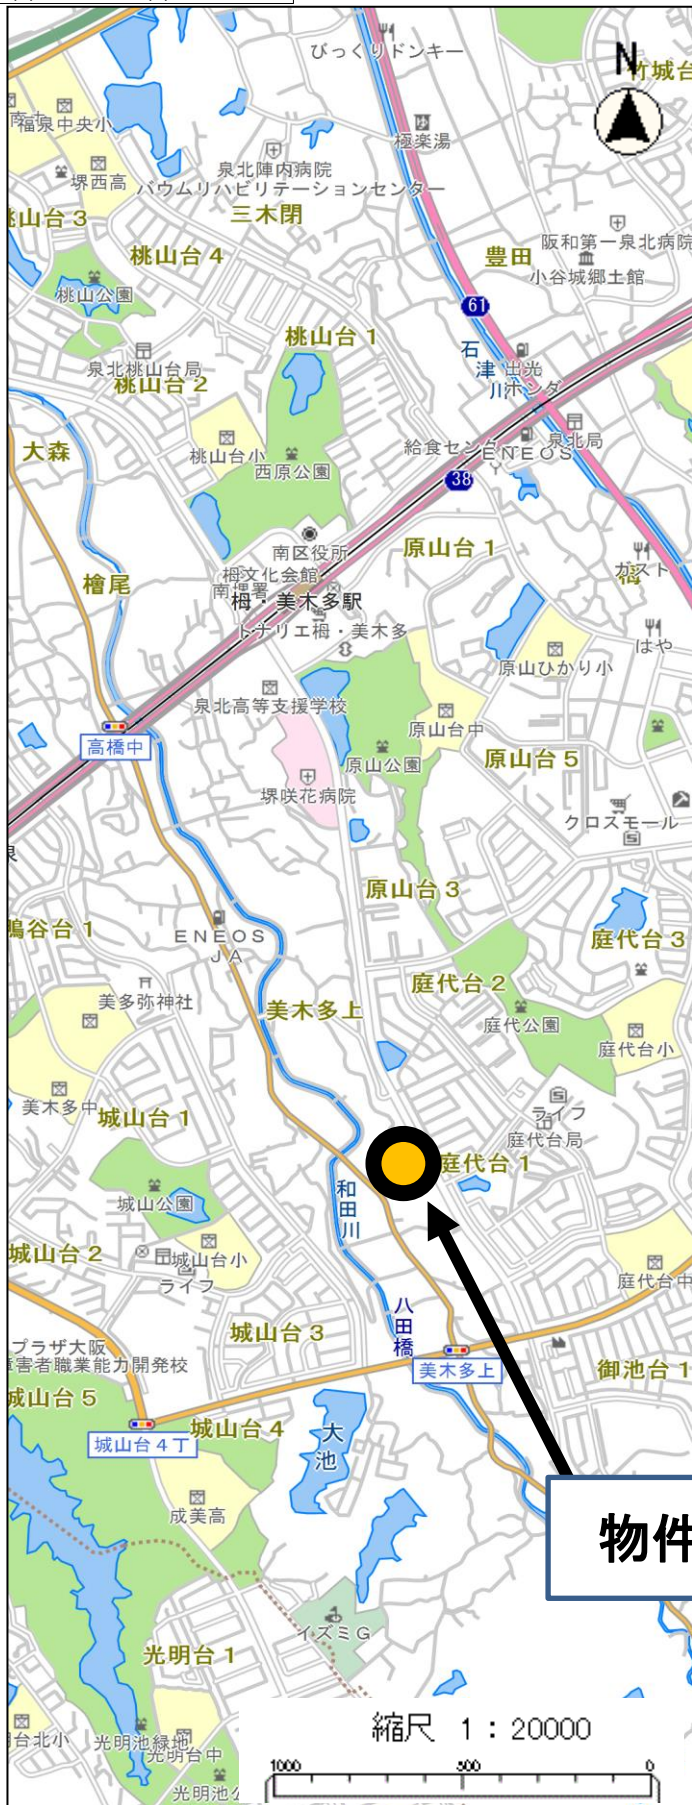 びっくりドンキー
N
竹城台
福泉中央小
極楽湯
堺西高
泉北陣内病院
バウムリハビリテーションセンター
三木閉
桃山台3
桃山台4
豊田
阪和第一泉北病院
小谷城郷土館
桃山公園
61
桃山台1
石津川
出光
ホンダ
泉北桃山台局
桃山台2
大森
桃山台小
西原公園
給食センター
ENEOS
泉北局
38
南区役所
原山台1
檜尾
栂文化会館
栂・美木多駅
トナリエ栂・美木多
ガスト
栂
はや
原山ひかり小
泉北高等支援学校
原山台中
高橋中
原山公園
原山台5
堺咲花病院
クロスモール
原山台3
鴨谷台1
ENEOS
JA
庭代台3
美多弥神社
美木多上
庭代台2
庭代公園
庭代台小
美木多中
城山台1
ライフ
庭代台局
庭代台1
城山公園
和田川
城山台2
城山台小
ライフ
庭代台中
八田橋
城山台3
プラザ大阪
害者職業能力開発校
美木多上
御池台1
城山台5
城山台4
大池
城山台4丁
成美高
物件
イズミG
光明台1
縮尺 1:20000
台北小
光明池緑地
光明台中
1000
500
0